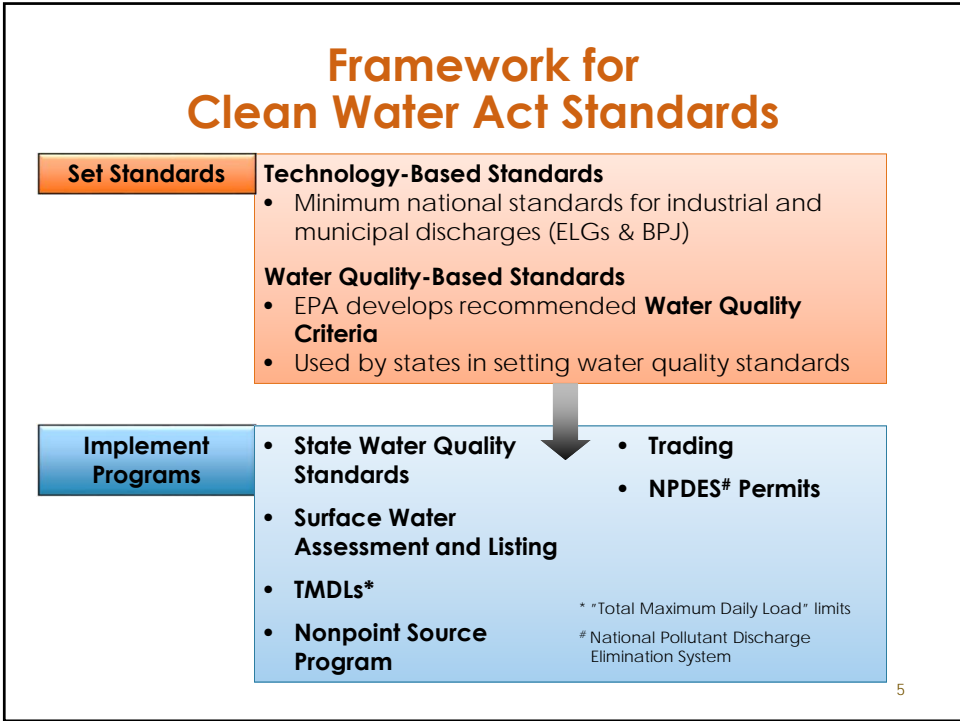 Framework for
Clean Water Act Standards
Set Standards
Technology-Based Standards
• Minimum national standards for industrial and
municipal discharges (ELGs & BPJ)
Water Quality-Based Standards
• EPA develops recommended Water Quality
Criteria
• Used by states in setting water quality standards
Implement
Programs
• State Water Quality
Standards
• Surface Water
Assessment and Listing
• TMDLs*
• Nonpoint Source
Program
• Trading
• NPDES# Permits
* "Total Maximum Daily Load" limits
# National Pollutant Discharge
Elimination System
5